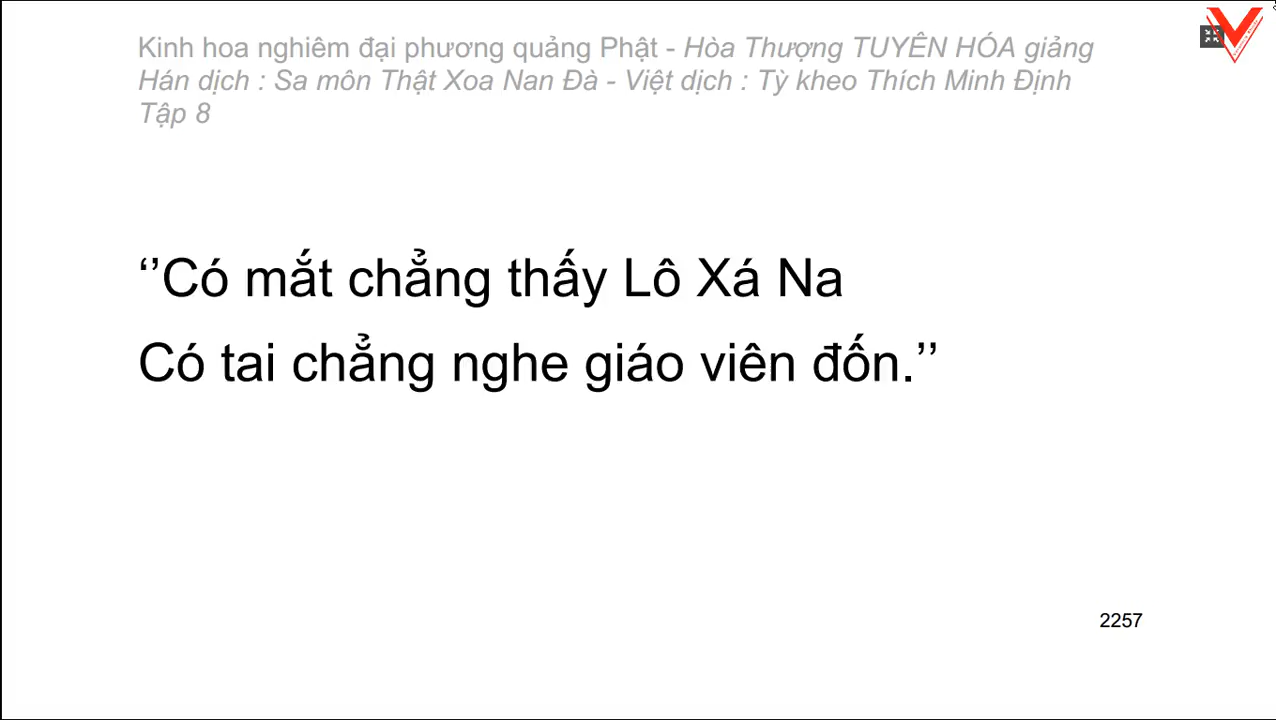 Kinh hoa nghiêm đại phương quảng Phật - Hòa Thượng TUYÊN HÓA giảng
Hán dịch : Sa môn Thật Xoa Nan Đà - Việt dịch : Tỳ kheo Thích Minh Định
Tập 8
‘’Có mắt chẳng thấy Lô Xá Na
Có tai chẳng nghe giáo viên đốn.’’
2257